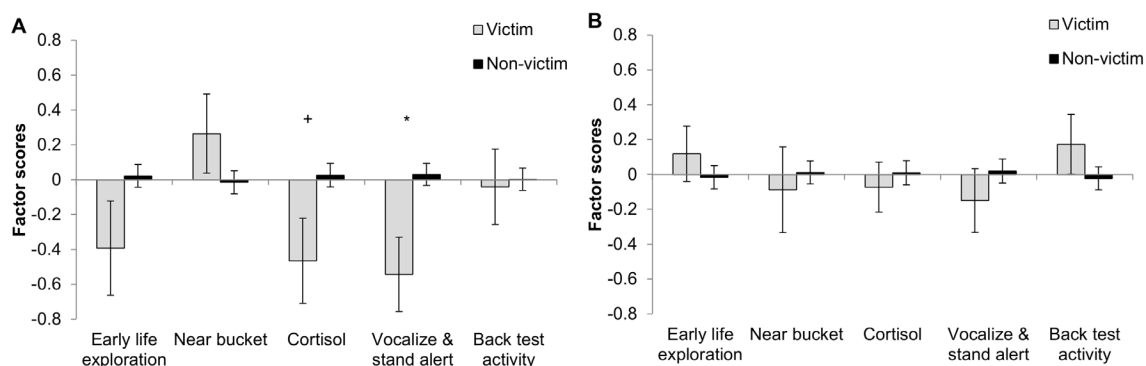 A
Factor scores
0.8
0.6
0.4
0.2
0
-0.2
-0.4
-0.6
-0.8
Victim
Non-victim
+
*
Early life
exploration
Near bucket
Cortisol
Vocalize &
stand alert
Back test
activity
B
Factor scores
0.8
0.6
0.4
0.2
0
-0.2
-0.4
-0.6
-0.8
Victim
Non-victim
Early life
exploration
Near bucket
Cortisol
Vocalize &
stand alert
Back test
activity